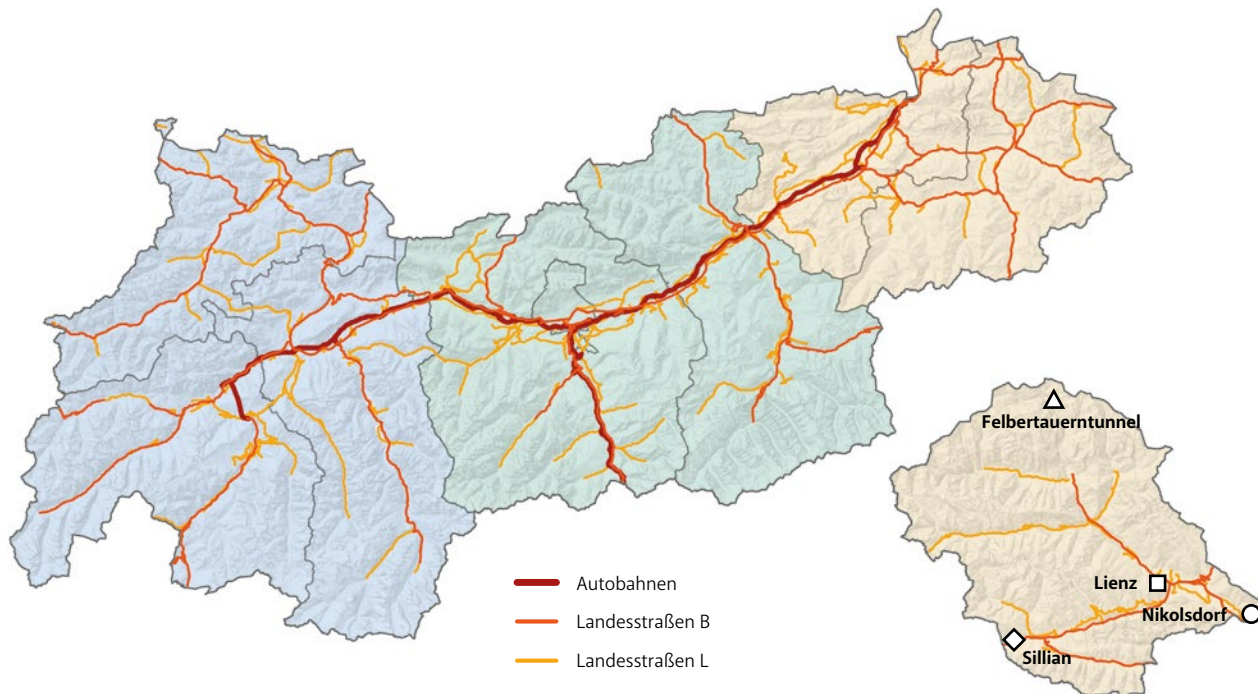 Felbertauerntunnel
Lienz
Nikolsdorf
Sillian
Autobahnen
Landesstraßen B
Landesstraßen L